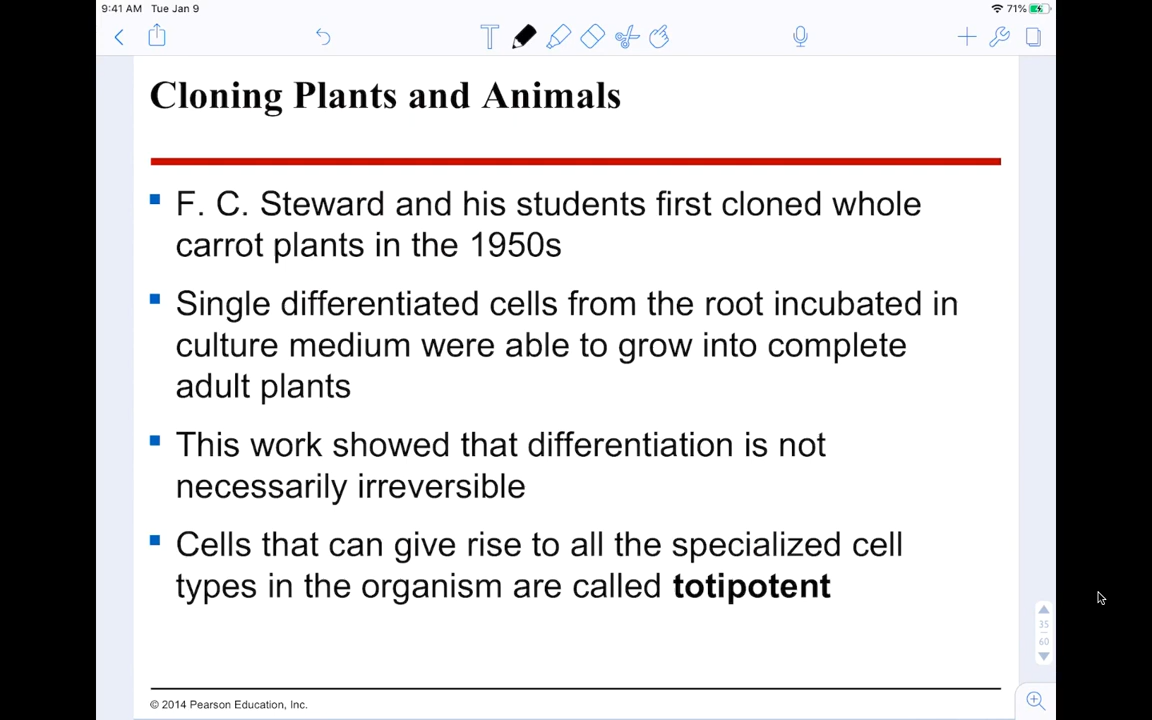 9:41 AM Tue Jan 9
71%
Cloning Plants and Animals
F. C. Steward and his students first cloned whole
carrot plants in the 1950s
Single differentiated cells from the root incubated in
culture medium were able to grow into complete
adult plants
This work showed that differentiation is not
necessarily irreversible
Cells that can give rise to all the specialized cell
types in the organism are called totipotent
35
60
© 2014 Pearson Education, Inc.